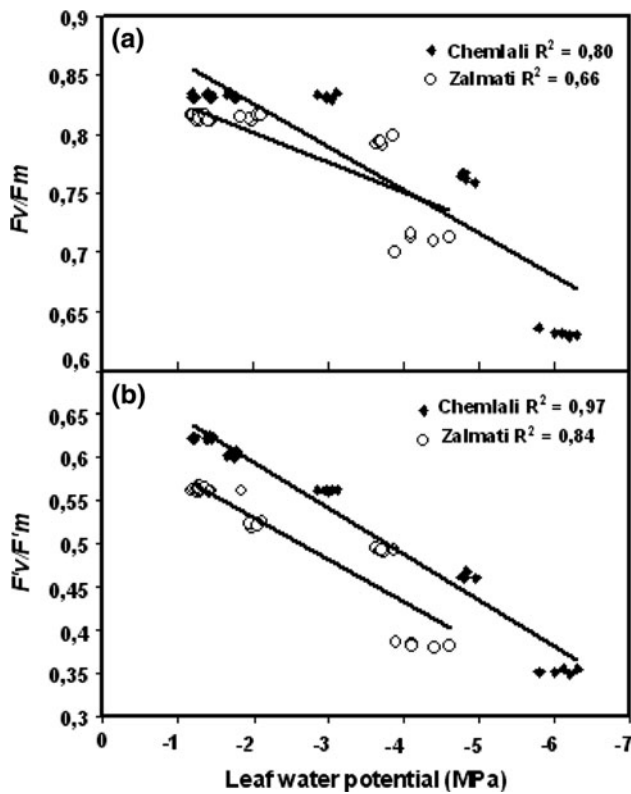 0,9
(a)
Chemlali R² = 0,80
0,85
Zalmati R² = 0,66
0,8
Fv/Fm
0,75
0,7
0,65
0,6
(b)
Chemlali R² = 0,97
0,65
Zalmati R² = 0,84
0,6
0,55
F'v/F'm
0,5
0,45
0,4
0,35
0,3
0 -1 -2 -3 -4 -5 -6 -7
Leaf water potential (MPa)